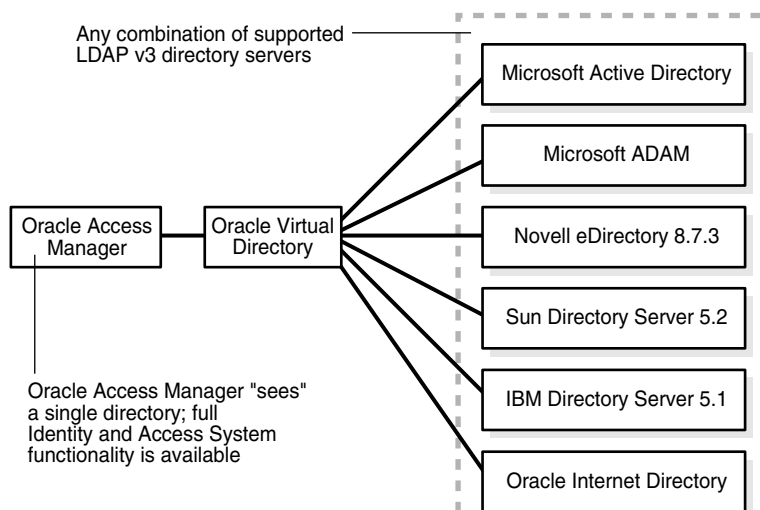 Any combination of supported
LDAP v3 directory servers
Microsoft Active Directory
Microsoft ADAM
Oracle Access
Manager
Oracle Virtual
Directory
Novell eDirectory 8.7.3
Sun Directory Server 5.2
IBM Directory Server 5.1
Oracle Internet Directory
Oracle Access Manager "sees"
a single directory; full
Identity and Access System
functionality is available